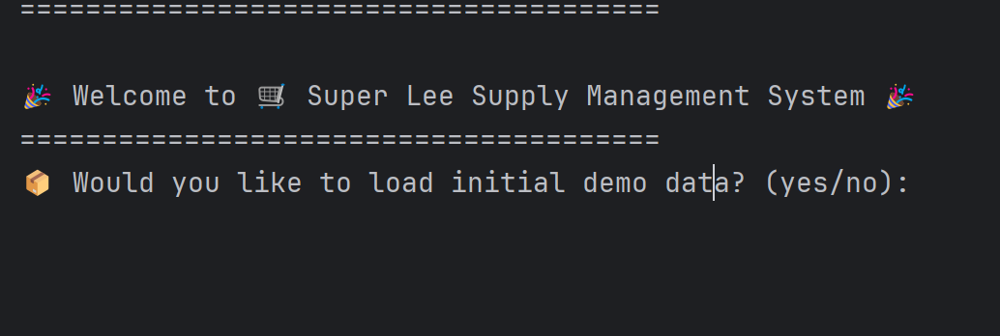 =======================================
🎉 Welcome to 🛒 Super Lee Supply Management System 🎉
=======================================
📦 Would you like to load initial demo data? (yes/no):